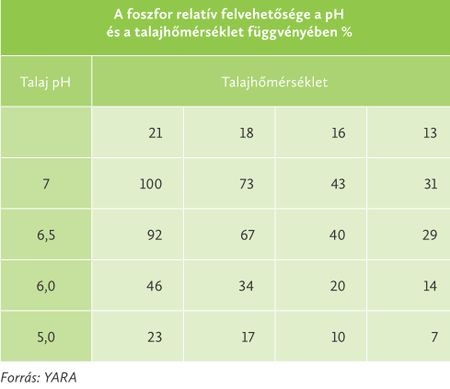 A foszfor relatív felvehetősége a pH
és a talajhőmérséklet függvényében %
Talaj pH Talajhőmérséklet
21 18 16 13
7 100 73 43 31
6,5 92 67 40 29
6,0 46 34 20 14
5,0 23 17 10 7
Forrás: YARA